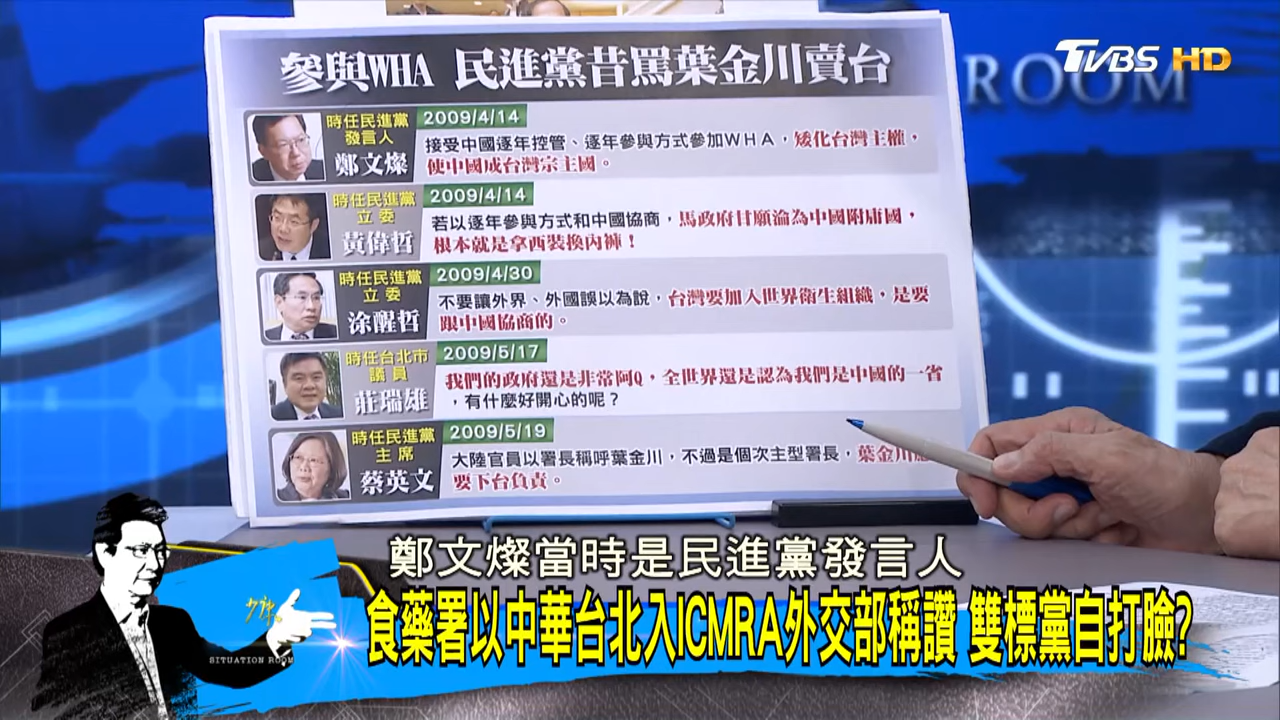 TVBS HD
ROOM
參與WHA 民進黨昔罵葉金川賣台
時任民進黨
發言人
鄭文燦
2009/4/14
接受中國逐年控管、逐年參與方式參加WHA，矮化台灣主權，
使中國成台灣宗主國。
時任民進黨
立委
黃偉哲
2009/4/14
若以逐年參與方式和中國協商，馬政府甘願淪為中國附庸國，
根本就是拿西裝換內褲！
時任民進黨
立委
涂醒哲
2009/4/30
不要讓外界、外國誤以為說，台灣要加入世界衛生組織，是要
跟中國協商的。
時任台北市
議員
莊瑞雄
2009/5/17
我們的政府還是非常阿Q，全世界還是認為我們是中國的一省
，有什麼好開心的呢？
時任民進黨
主席
蔡英文
2009/5/19
大陸官員以署長稱呼葉金川，不過是個次主型署長，葉金川
要下台負責。
鄭文燦當時是民進黨發言人
食藥署以中華台北入ICMRA外交部稱讚 雙標黨自打臉?
SITUATION ROOM